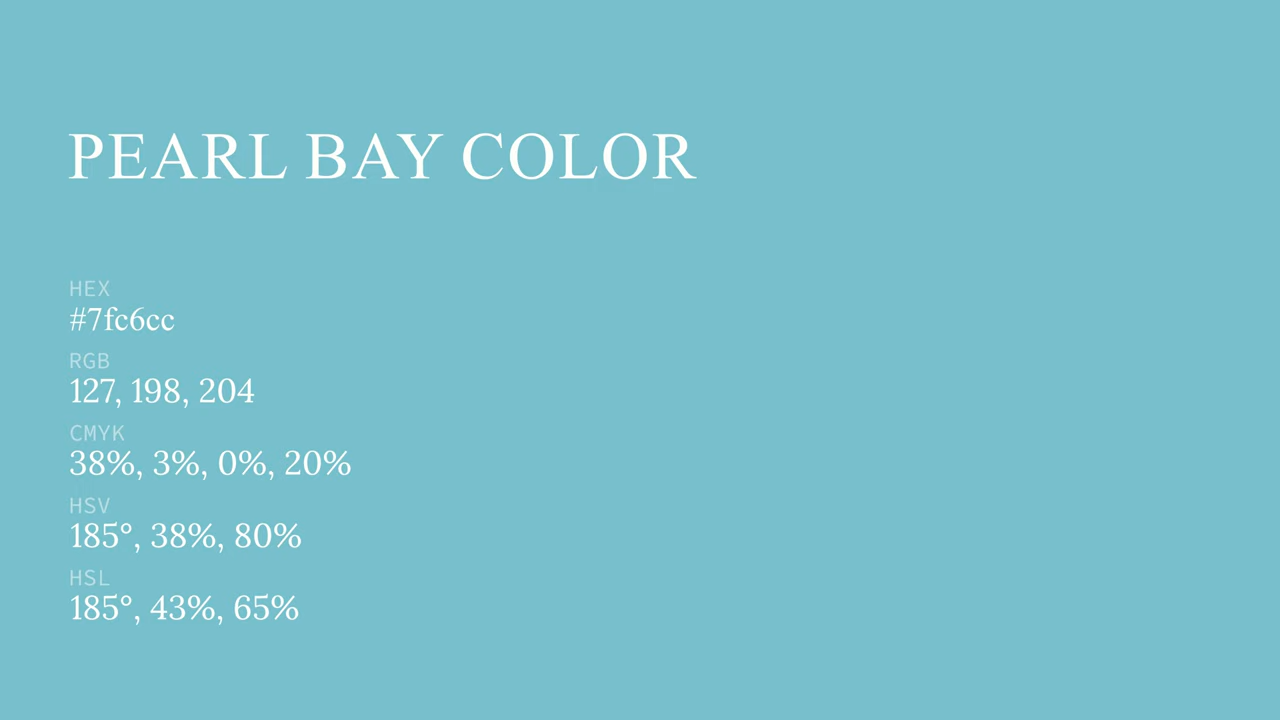 PEARL BAY COLOR
HEX
#7fc6cc
RGB
127, 198, 204
CMYK
38%, 3%, 0%, 20%
HSV
185°, 38%, 80%
HSL
185°, 43%, 65%